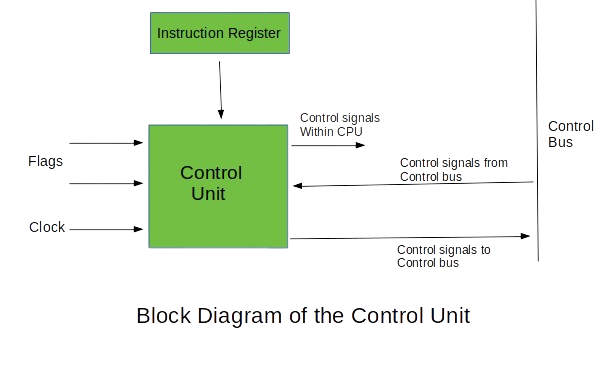 Instruction Register
Control signals
Within CPU
Control
Bus
Flags
Control
Unit
Control signals from
Control bus
Clock
Control signals to
Control bus
Block Diagram of the Control Unit